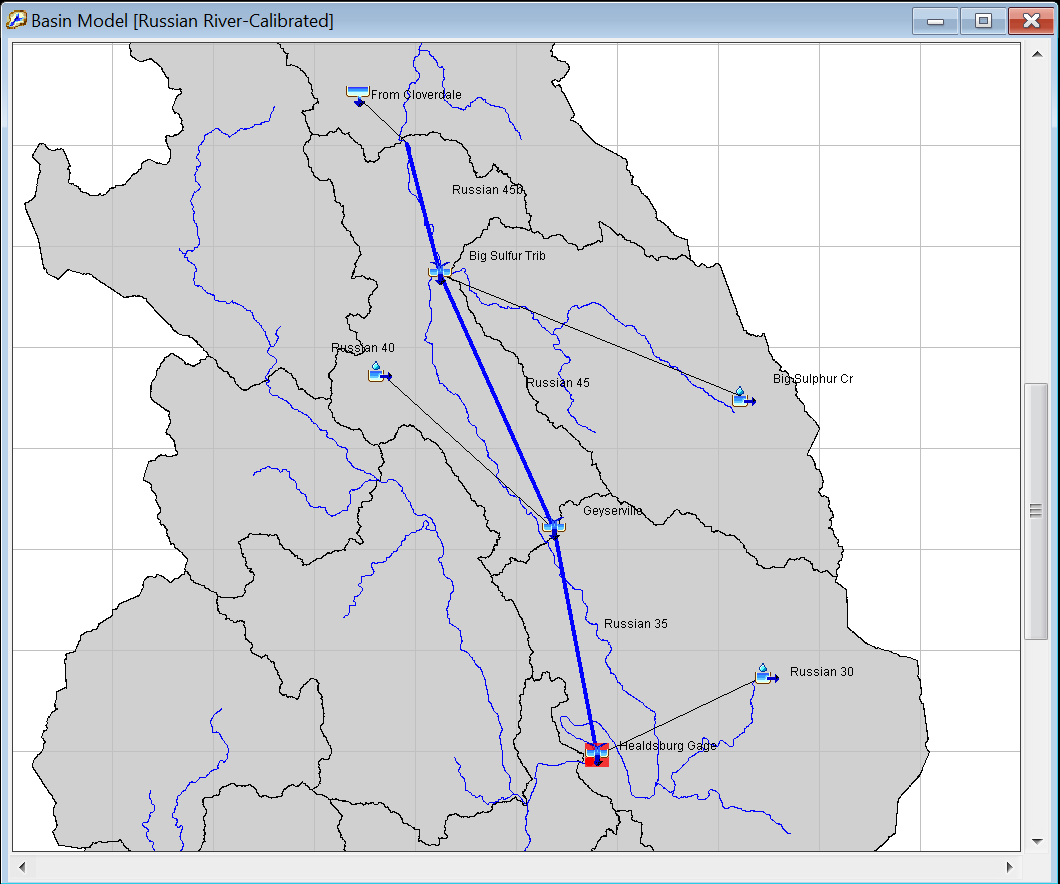 Basin Model [Russian River-Calibrated]
From Cloverdale
Russian 45b
Big Sulfur Trib
Russian 40
Big Sulphur Cr
Russian 45
Geyserville
Russian 35
Russian 30
Healdsburg Gage